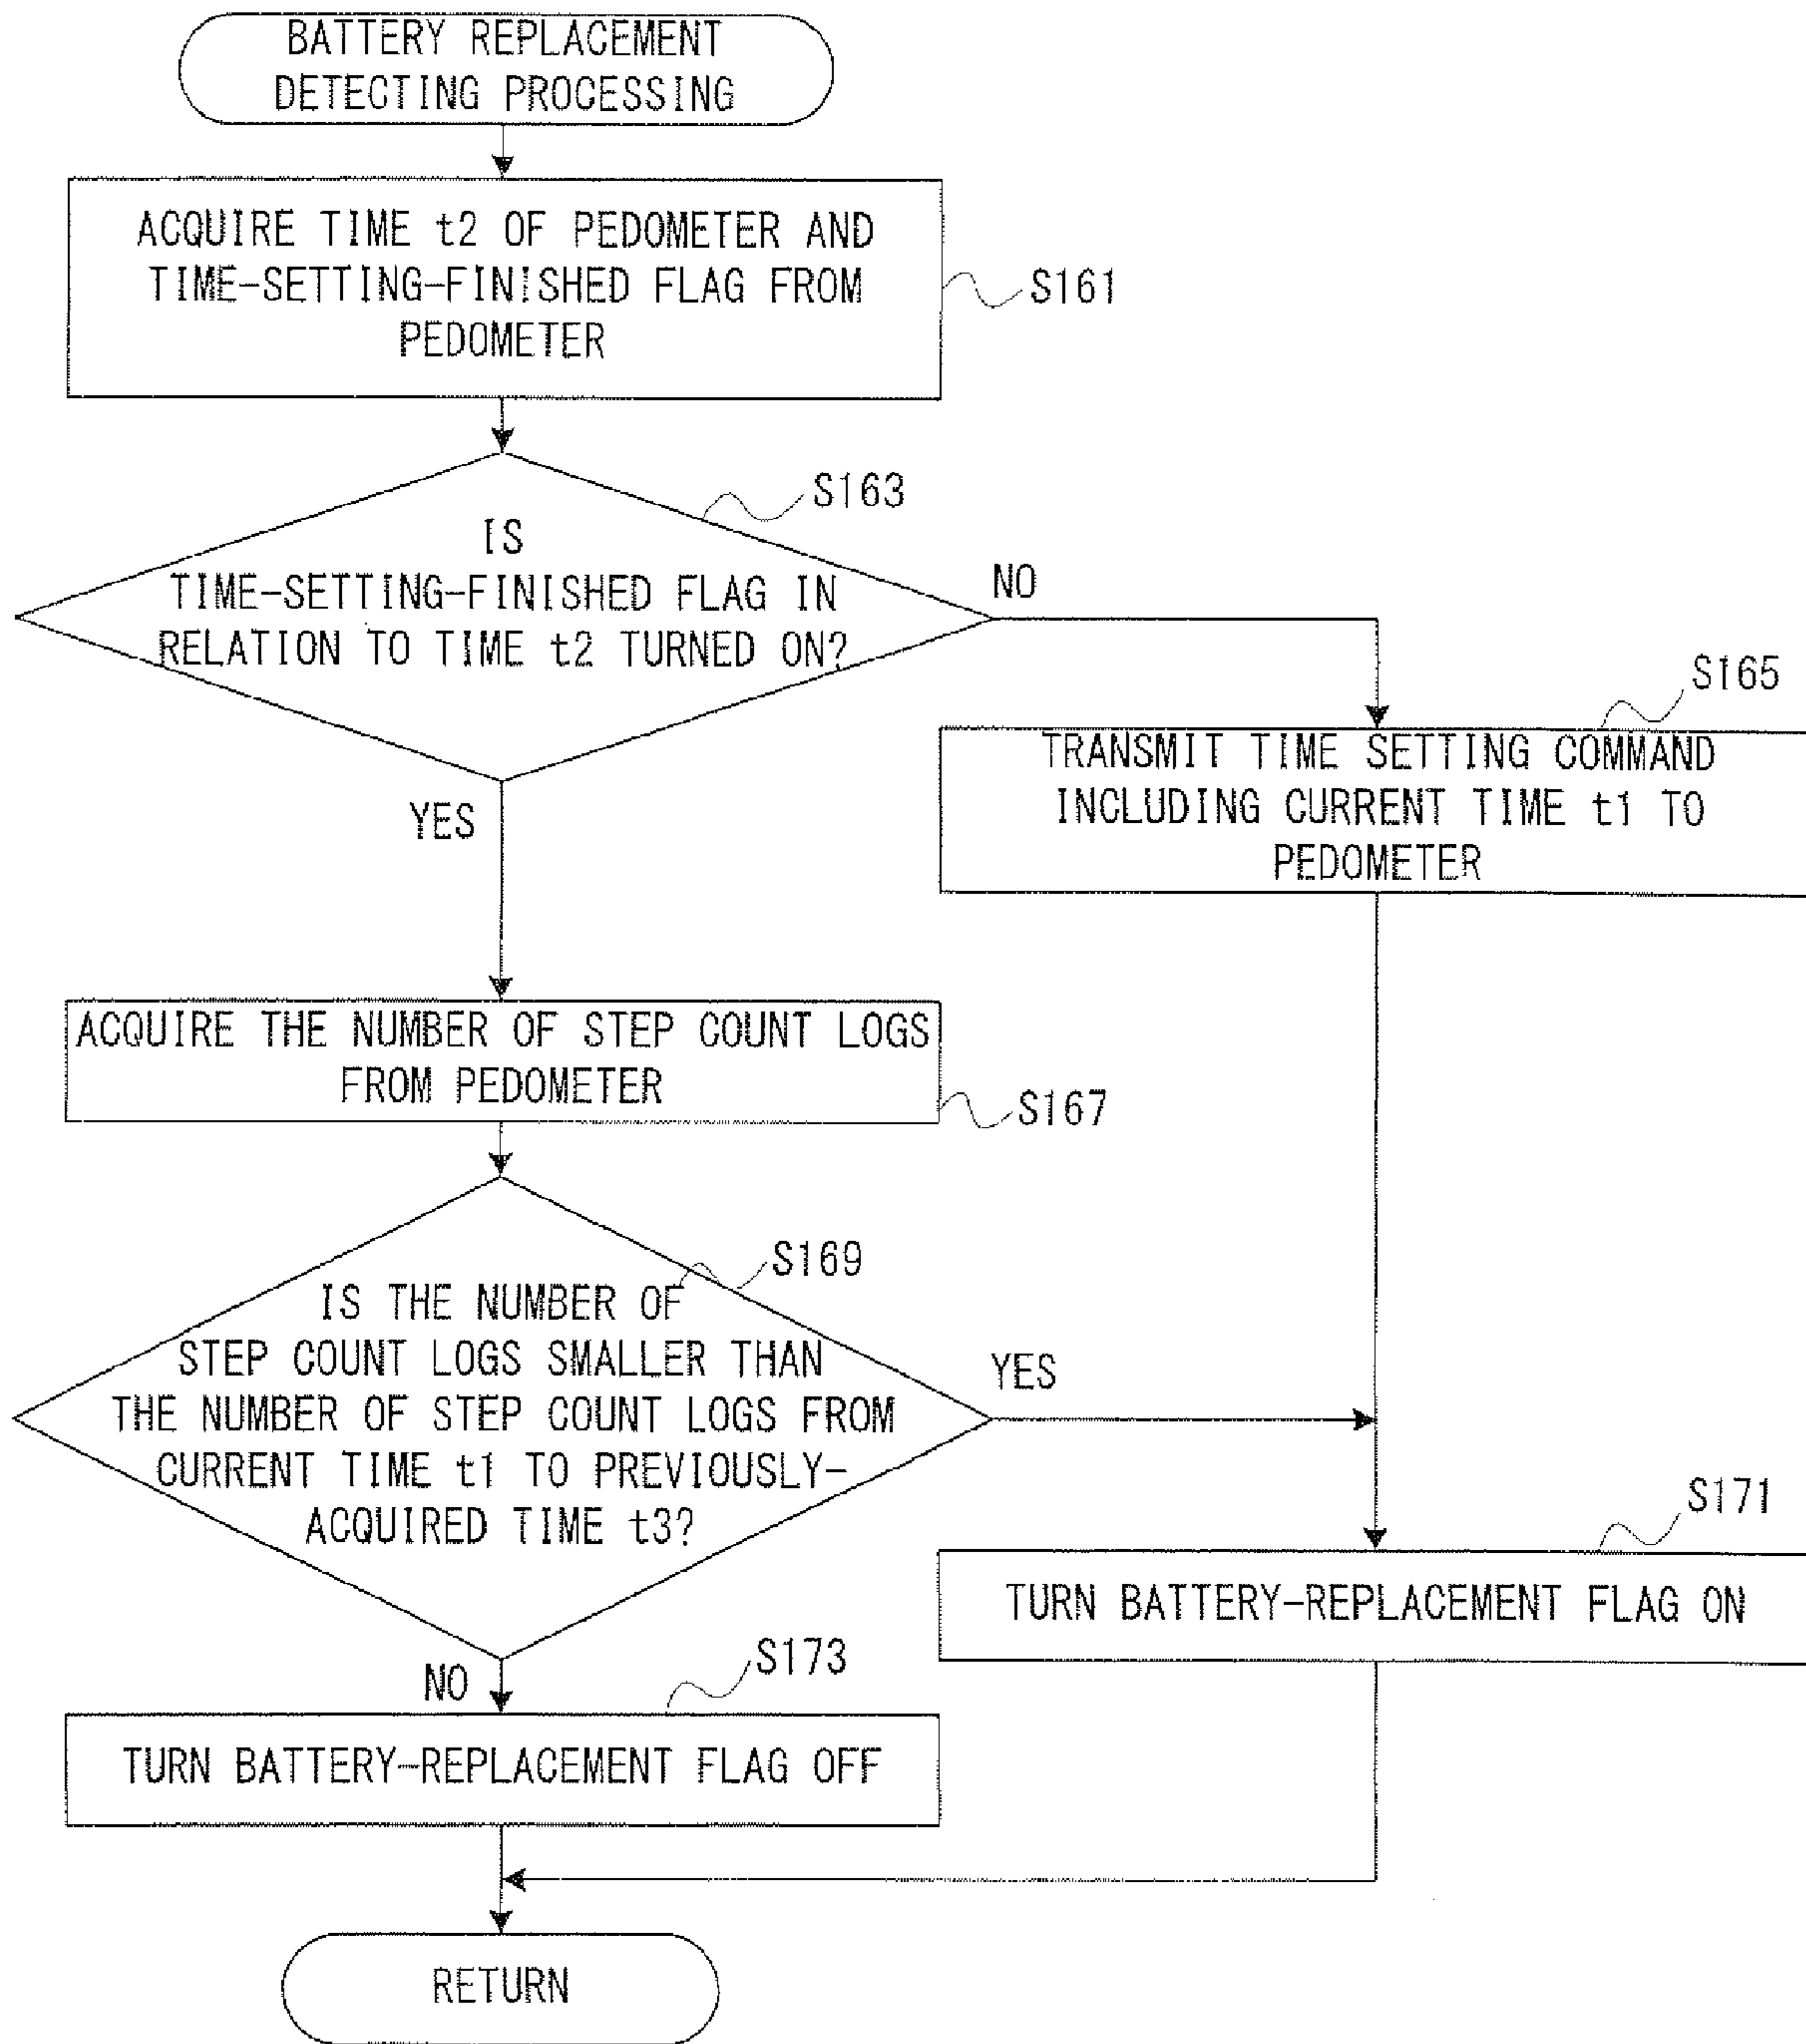 BATTERY REPLACEMENT
DETECTING PROCESSING
ACQUIRE TIME t2 OF PEDOMETER AND
TIME-SETTING-FINISHED FLAG FROM
PEDOMETER
S161
S163
IS
TIME-SETTING-FINISHED FLAG IN
RELATION TO TIME t2 TURNED ON?
NO
YES
S165
TRANSMIT TIME SETTING COMMAND
INCLUDING CURRENT TIME t1 TO
PEDOMETER
ACQUIRE THE NUMBER OF STEP COUNT LOGS
FROM PEDOMETER
S167
S169
IS THE NUMBER OF
STEP COUNT LOGS SMALLER THAN
THE NUMBER OF STEP COUNT LOGS FROM
CURRENT TIME t1 TO PREVIOUSLY-
ACQUIRED TIME t3?
YES
NO
S171
TURN BATTERY-REPLACEMENT FLAG ON
S173
TURN BATTERY-REPLACEMENT FLAG OFF
RETURN